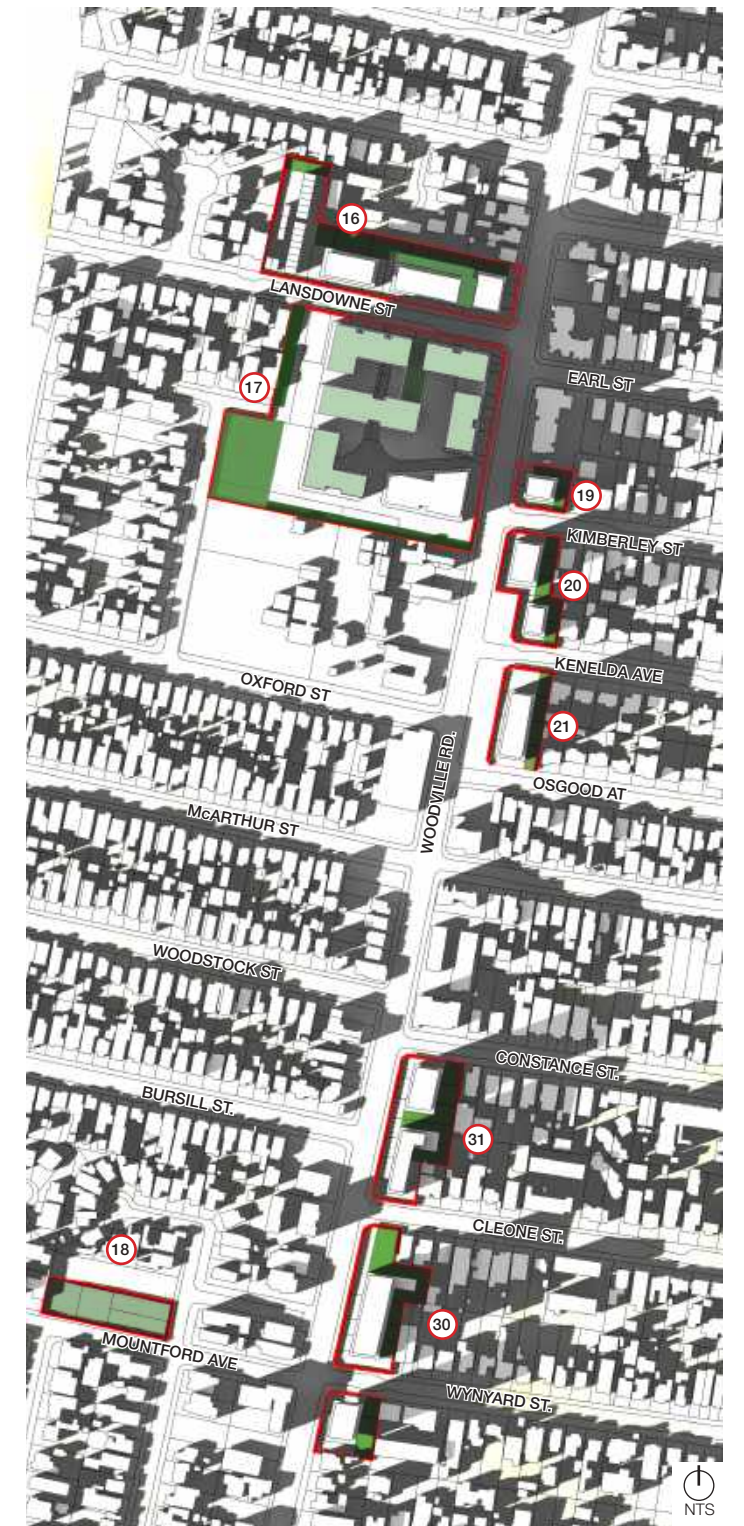 16
LANSDOWNE ST
EARL ST
17
19
KIMBERLEY ST
20
KENELDA AVE
OXFORD ST
21
WOODVILLE RD.
OSGOOD AT
McARTHUR ST
WOODSTOCK ST
CONSTANCE ST.
BURSILL ST.
31
CLEONE ST.
18
30
MOUNTFORD AVE
WYNYARD ST.
NTS